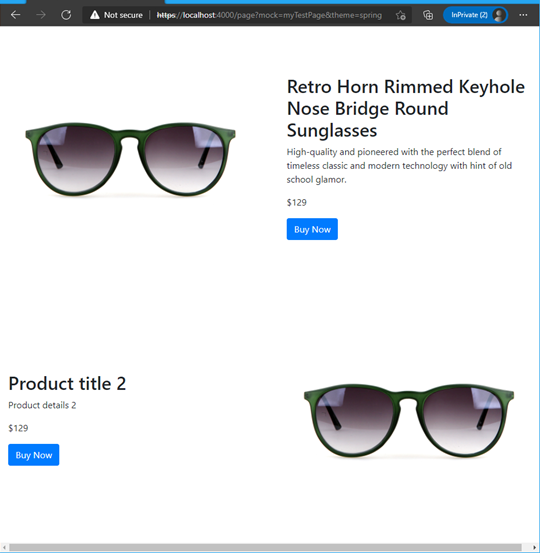 Not secure
https://localhost:4000/page?mock=myTestPage&theme=spring
InPrivate (2)
Retro Horn Rimmed Keyhole
Nose Bridge Round
Sunglasses
High-quality and pioneered with the perfect blend of
timeless classic and modern technology with hint of old
school glamor.
$129
Buy Now
Product title 2
Product details 2
$129
Buy Now